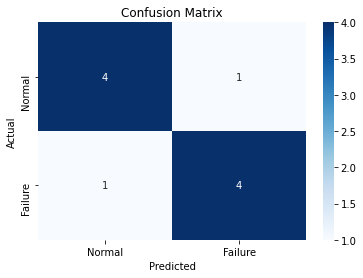 Confusion Matrix
4.0
3.5
3.0
2.5
2.0
1.5
1.0
Actual
Normal
Failure
4 1
1 4
Normal Failure
Predicted